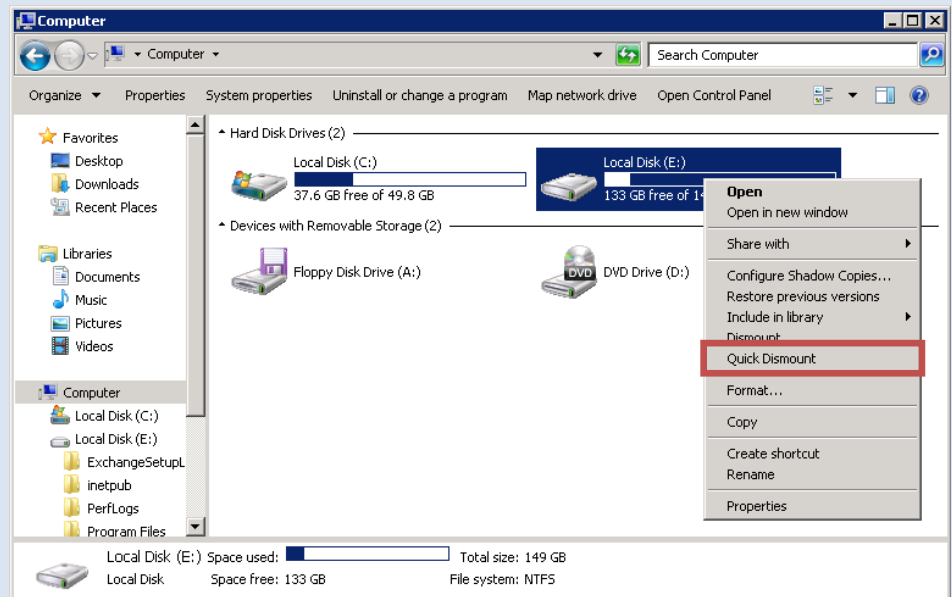 Computer
Computer
Search Computer
Organize Properties System properties Uninstall or change a program Map network drive Open Control Panel
Favorites
Desktop
Downloads
Recent Places
Libraries
Documents
Music
Pictures
Videos
Computer
Local Disk (C:)
Local Disk (E:)
ExchangeSetupL
inetpub
PerfLogs
Program Files
Hard Disk Drives (2)
Local Disk (C:)
37.6 GB free of 49.8 GB
Local Disk (E:)
133 GB free of 14
Devices with Removable Storage (2)
Floppy Disk Drive (A:)
DVD
DVD Drive (D:)
Open
Open in new window
Share with
Configure Shadow Copies...
Restore previous versions
Include in library
Dismount
Quick Dismount
Format...
Copy
Create shortcut
Rename
Properties
Local Disk (E:) Space used: Total size: 149 GB
Local Disk Space free: 133 GB File system: NTFS